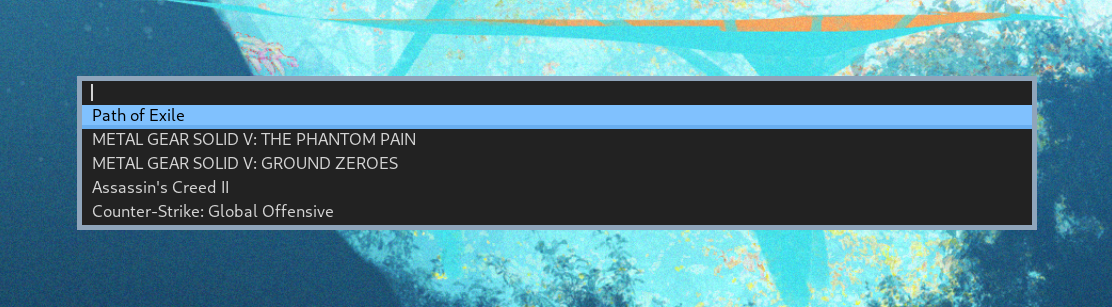 Path of Exile
METAL GEAR SOLID V: THE PHANTOM PAIN
METAL GEAR SOLID V: GROUND ZEROES
Assassin's Creed II
Counter-Strike: Global Offensive